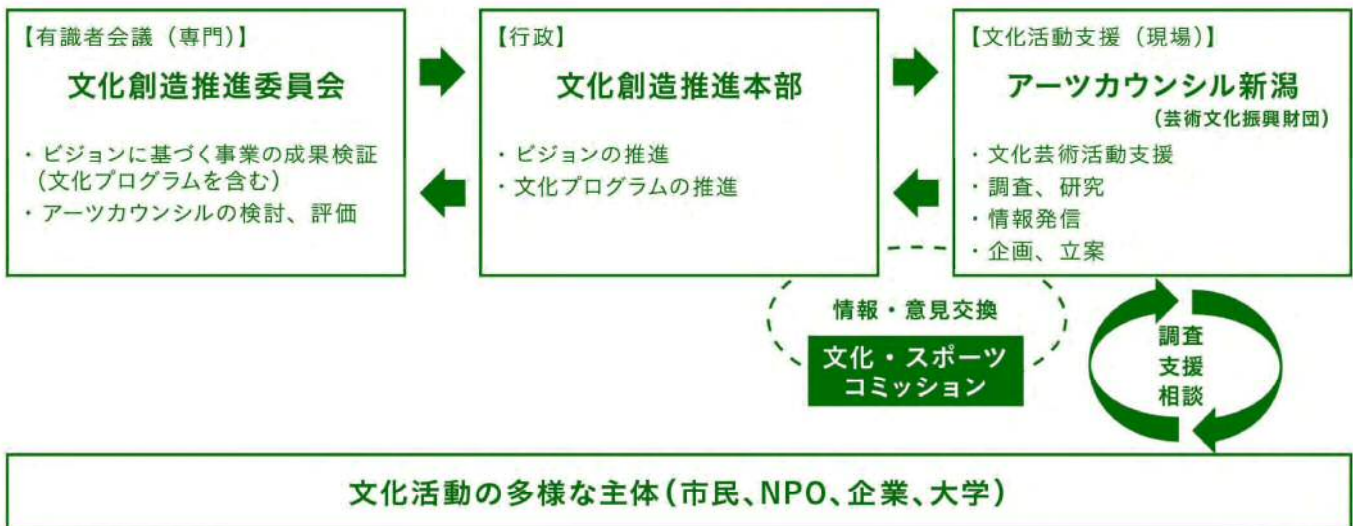 【有識者会議（専門）】
文化創造推進委員会
・ビジョンに基づく事業の成果検証
（文化プログラムを含む）
・アーツカウンシルの検討、評価
【行政】
文化創造推進本部
・ビジョンの推進
・文化プログラムの推進
【文化活動支援（現場）】
アーツカウンシル新潟
（芸術文化振興財団）
・文化芸術活動支援
・調査、研究
・情報発信
・企画、立案
情報・意見交換
文化・スポーツ
コミッション
調査
支援
相談
文化活動の多様な主体（市民、NPO、企業、大学）